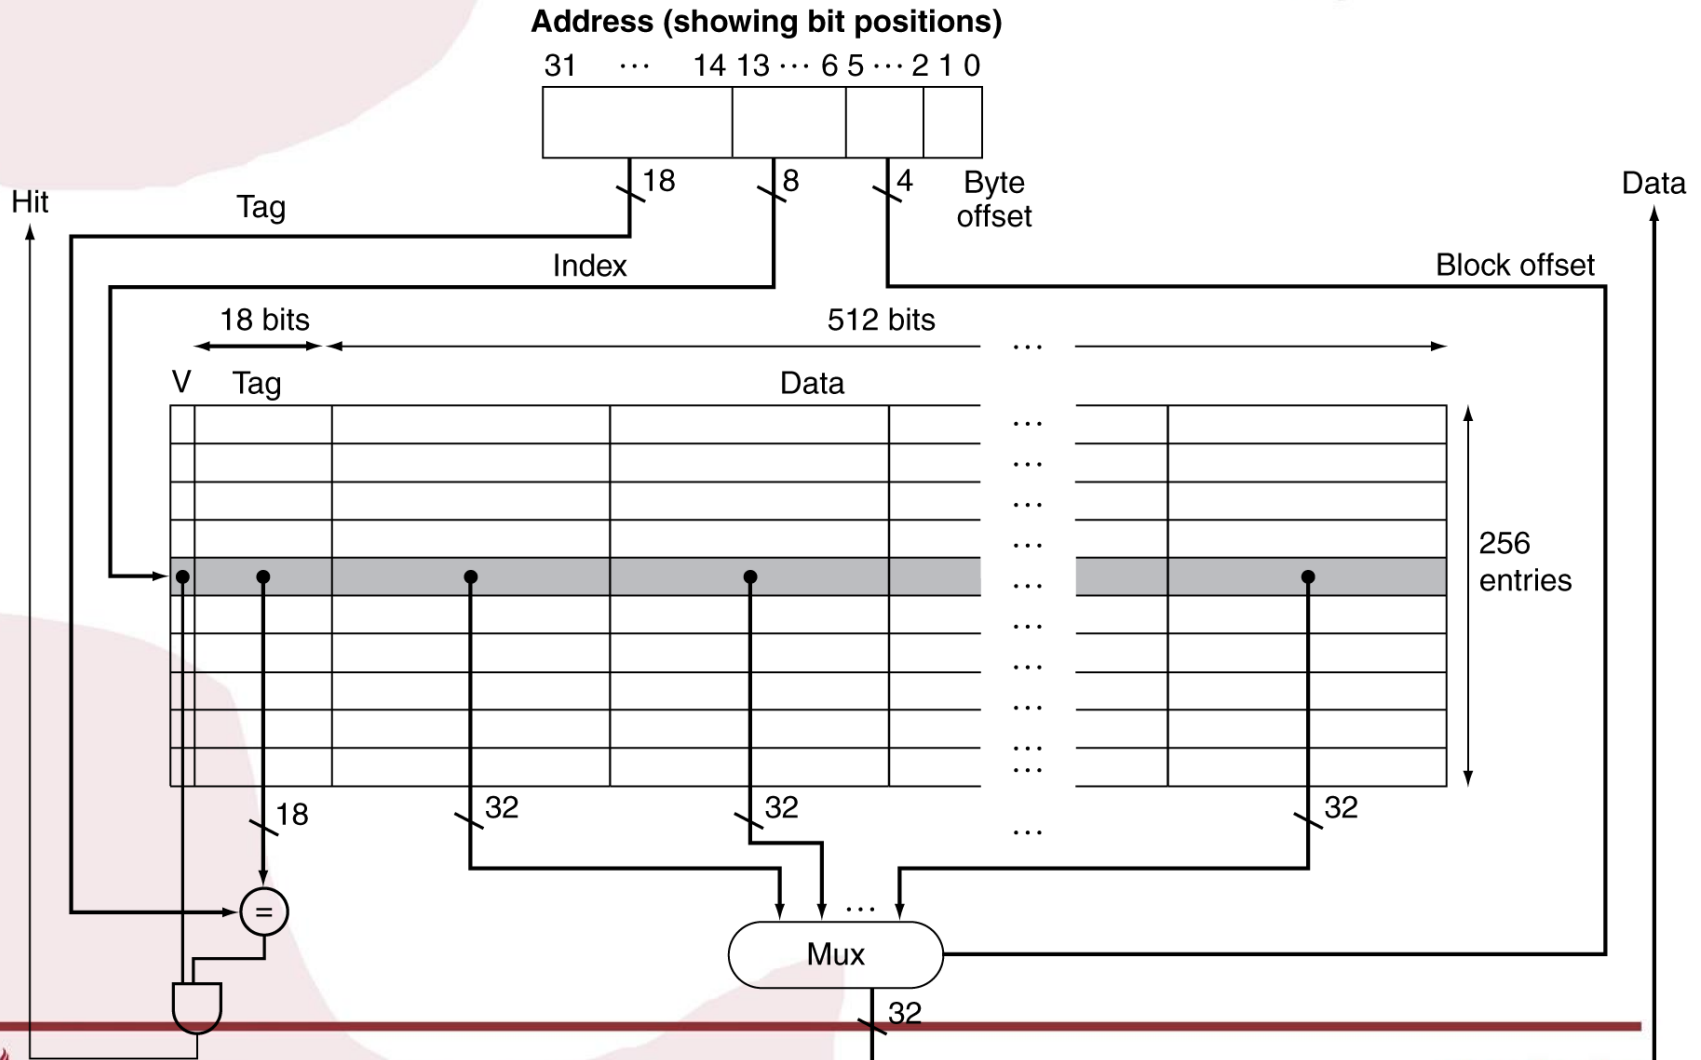 Address (showing bit positions)
31 ⋯ 14 13 ⋯ 6 5 ⋯ 2 1 0
18 8 4 Byte
offset
Hit
Data
Tag
Index
Block offset
18 bits
512 bits
⋯
V Tag Data
⋯
⋯
⋯
⋯
256
entries
⋯
⋯
⋯
⋯
⋯
⋯
18 32 32 ⋯ 32
= ⋯
Mux
32